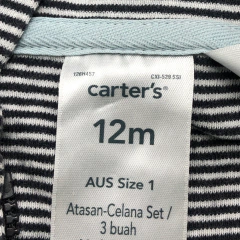 carter's
12m
AUS Size 1
Atasan-Celana Set /
3 buah